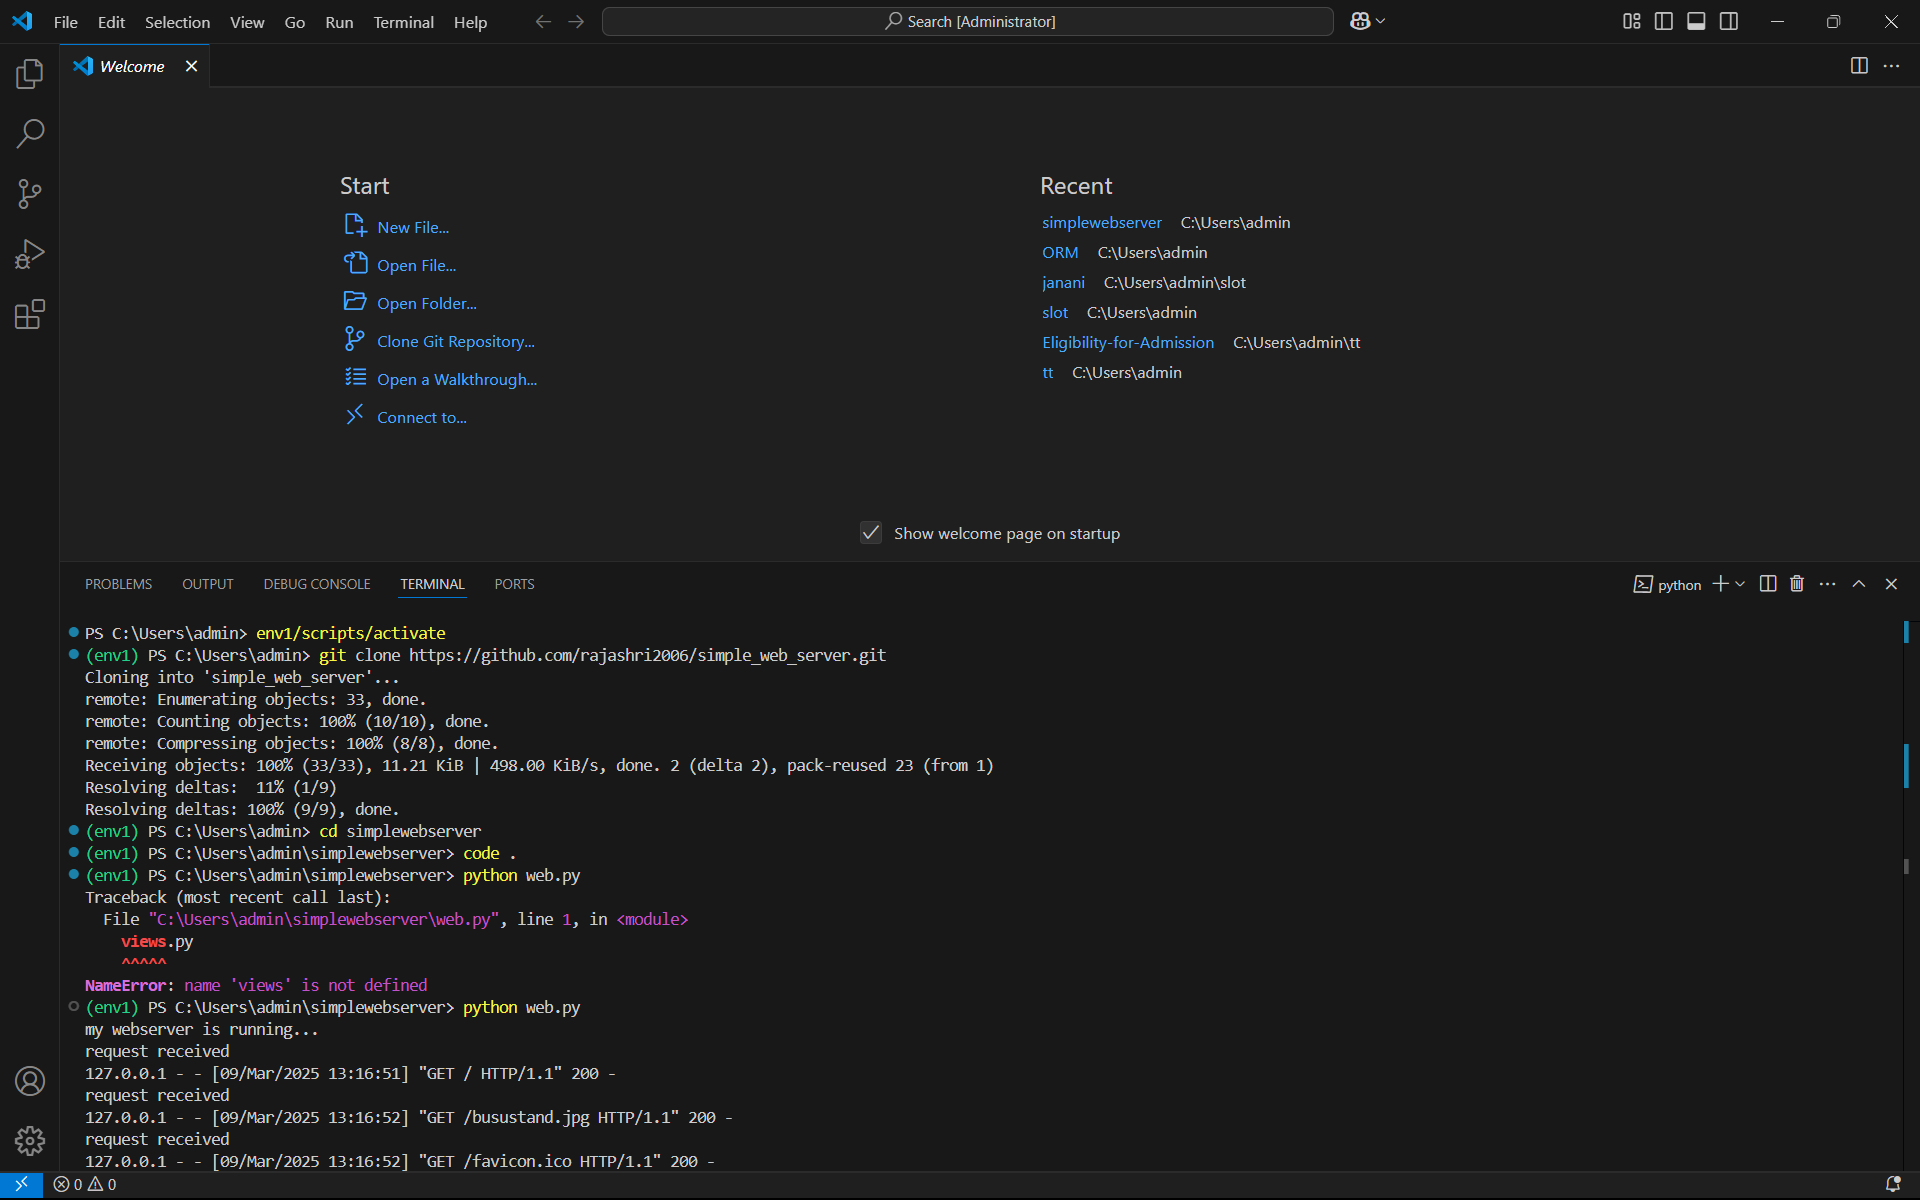 File Edit Selection View Go Run Terminal Help
Search [Administrator]
Welcome
Start
New File...
Open File...
Open Folder...
Clone Git Repository...
Open a Walkthrough...
Connect to...
Recent
simplewebserver C:\Users\admin
ORM C:\Users\admin
janani C:\Users\admin\slot
slot C:\Users\admin
Eligibility-for-Admission C:\Users\admin\tt
tt C:\Users\admin
Show welcome page on startup
PROBLEMS OUTPUT DEBUG CONSOLE TERMINAL PORTS
python
PS C:\Users\admin> env1/scripts/activate
(env1) PS C:\Users\admin> git clone https://github.com/rajashri2006/simple_web_server.git
Cloning into 'simple_web_server'...
remote: Enumerating objects: 33, done.
remote: Counting objects: 100% (10/10), done.
remote: Compressing objects: 100% (8/8), done.
Receiving objects: 100% (33/33), 11.21 KiB | 498.00 KiB/s, done. 2 (delta 2), pack-reused 23 (from 1)
Resolving deltas:  11% (1/9)
Resolving deltas: 100% (9/9), done.
(env1) PS C:\Users\admin> cd simplewebserver
(env1) PS C:\Users\admin\simplewebserver> code .
(env1) PS C:\Users\admin\simplewebserver> python web.py
Traceback (most recent call last):
  File "C:\Users\admin\simplewebserver\web.py", line 1, in <module>
    views.py
    ^^^^^
NameError: name 'views' is not defined
(env1) PS C:\Users\admin\simplewebserver> python web.py
my webserver is running...
request received
127.0.0.1 - - [09/Mar/2025 13:16:51] "GET / HTTP/1.1" 200 -
request received
127.0.0.1 - - [09/Mar/2025 13:16:52] "GET /busustand.jpg HTTP/1.1" 200 -
request received
127.0.0.1 - - [09/Mar/2025 13:16:52] "GET /favicon.ico HTTP/1.1" 200 -
0 0